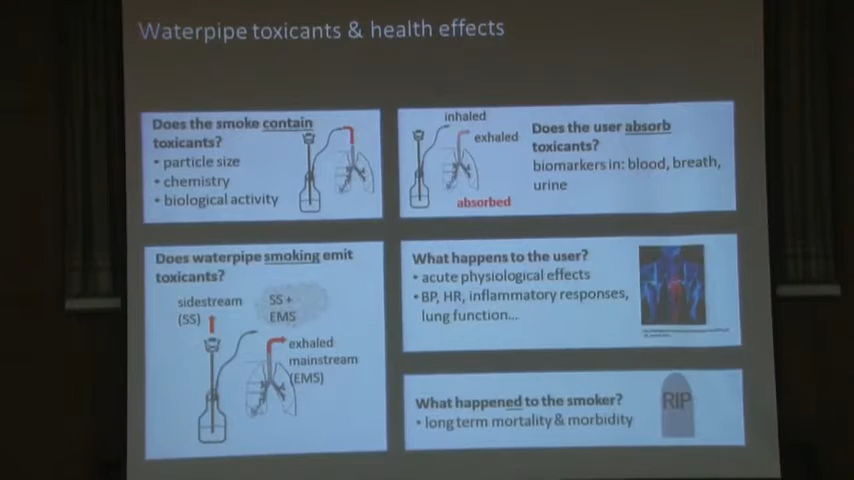 Waterpipe toxicants & health effects
Does the smoke contain
toxicants?
• particle size
• chemistry
• biological activity
inhaled
exhaled
absorbed
Does the user absorb
toxicants?
biomarkers in: blood, breath,
urine
Does waterpipe smoking emit
toxicants?
sidestream
(SS)
SS +
EMS
exhaled
mainstream
(EMS)
What happens to the user?
• acute physiological effects
• BP, HR, inflammatory responses,
lung function...
What happened to the smoker?
• long term mortality & morbidity
RIP